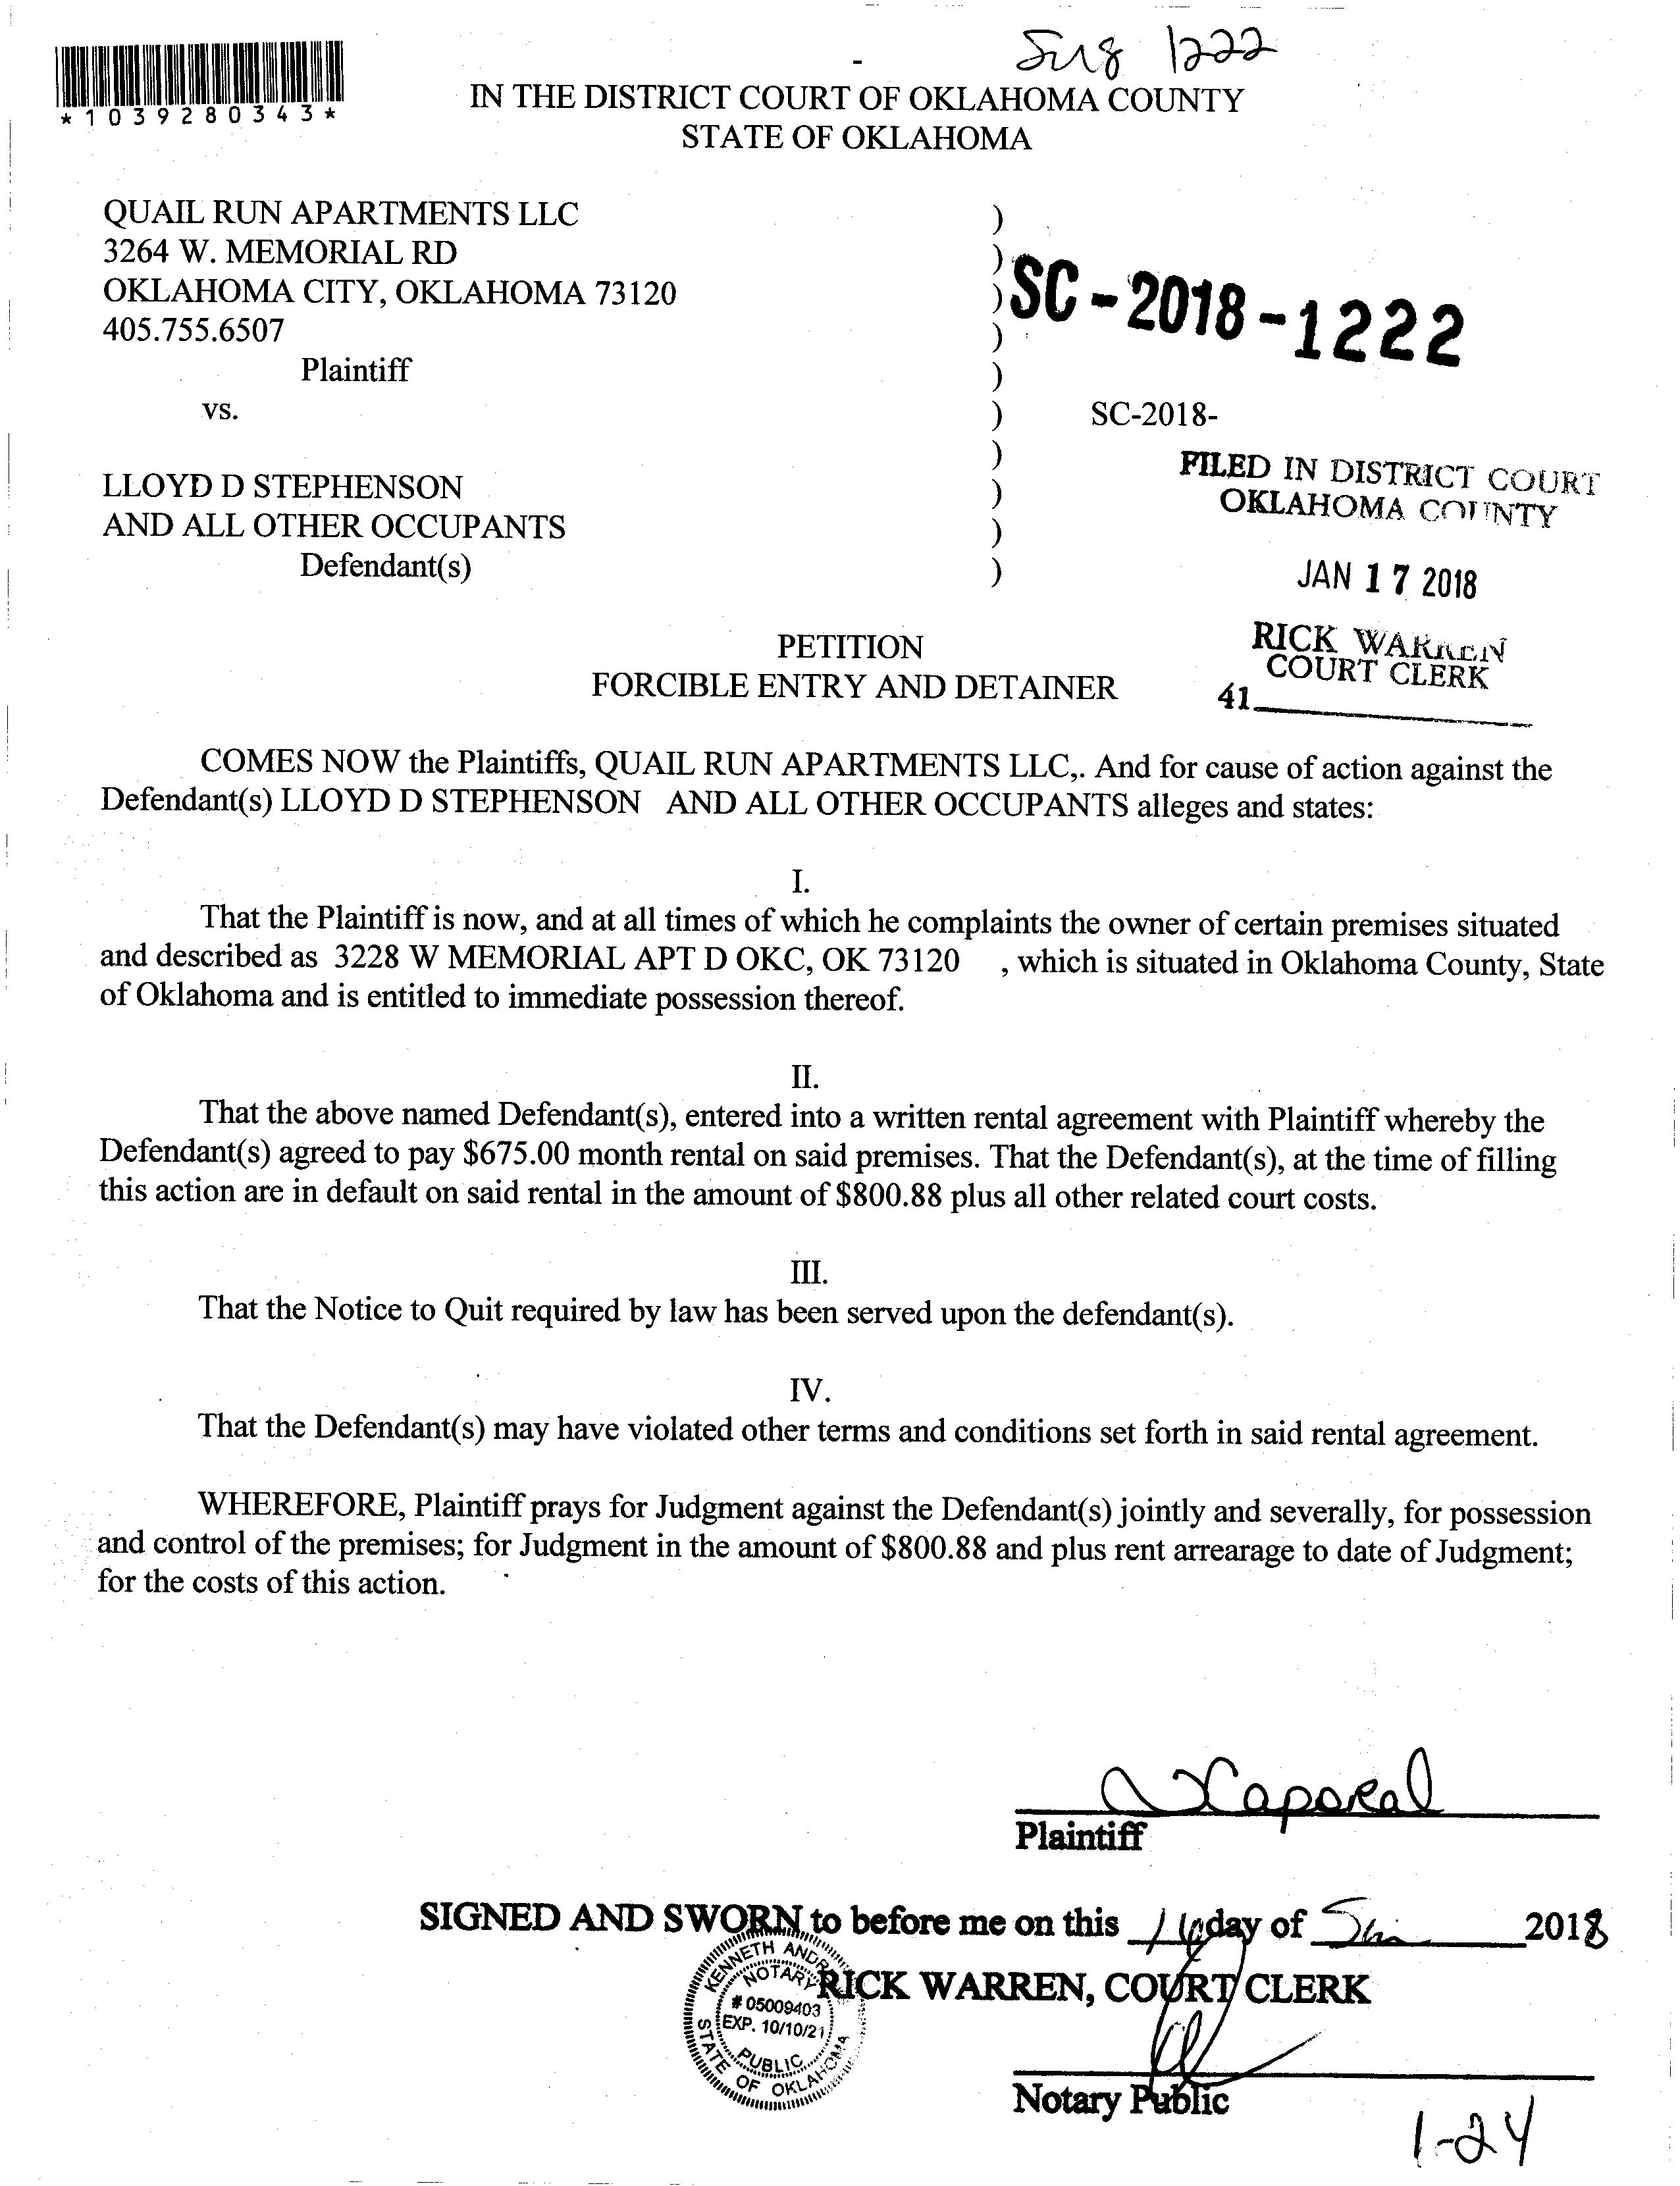 1222
*1039280343*
IN THE DISTRICT COURT OF OKLAHOMA COUNTY
STATE OF OKLAHOMA
QUAIL RUN APARTMENTS LLC )
3264 W. MEMORIAL RD )
OKLAHOMA CITY, OKLAHOMA 73120 ) SC-2018-1222
405.755.6507 )
Plaintiff )
vs. ) SC-2018-
)
LLOYD D STEPHENSON )
AND ALL OTHER OCCUPANTS )
Defendant(s) )
FILED IN DISTRICT COURT
OKLAHOMA COUNTY
JAN 17 2018
RICK WARREN
COURT CLERK
41
PETITION
FORCIBLE ENTRY AND DETAINER
COMES NOW the Plaintiffs, QUAIL RUN APARTMENTS LLC,. And for cause of action against the
Defendant(s) LLOYD D STEPHENSON AND ALL OTHER OCCUPANTS alleges and states:
I.
That the Plaintiff is now, and at all times of which he complaints the owner of certain premises situated
and described as 3228 W MEMORIAL APT D OKC, OK 73120 , which is situated in Oklahoma County, State
of Oklahoma and is entitled to immediate possession thereof.
II.
That the above named Defendant(s), entered into a written rental agreement with Plaintiff whereby the
Defendant(s) agreed to pay $675.00 month rental on said premises. That the Defendant(s), at the time of filling
this action are in default on said rental in the amount of $800.88 plus all other related court costs.
III.
That the Notice to Quit required by law has been served upon the defendant(s).
IV.
That the Defendant(s) may have violated other terms and conditions set forth in said rental agreement.
WHEREFORE, Plaintiff prays for Judgment against the Defendant(s) jointly and severally, for possession
and control of the premises; for Judgment in the amount of $800.88 and plus rent arrearage to date of Judgment;
for the costs of this action.
Plaintiff
SIGNED AND SWORN to before me on this 16 day of 2018
RICK WARREN, COURT CLERK
KENNETH
NOTARY
# 05009403
EXP. 10/10/21
PUBLIC
STATE OF OKLAHOMA
Notary Public
1-24